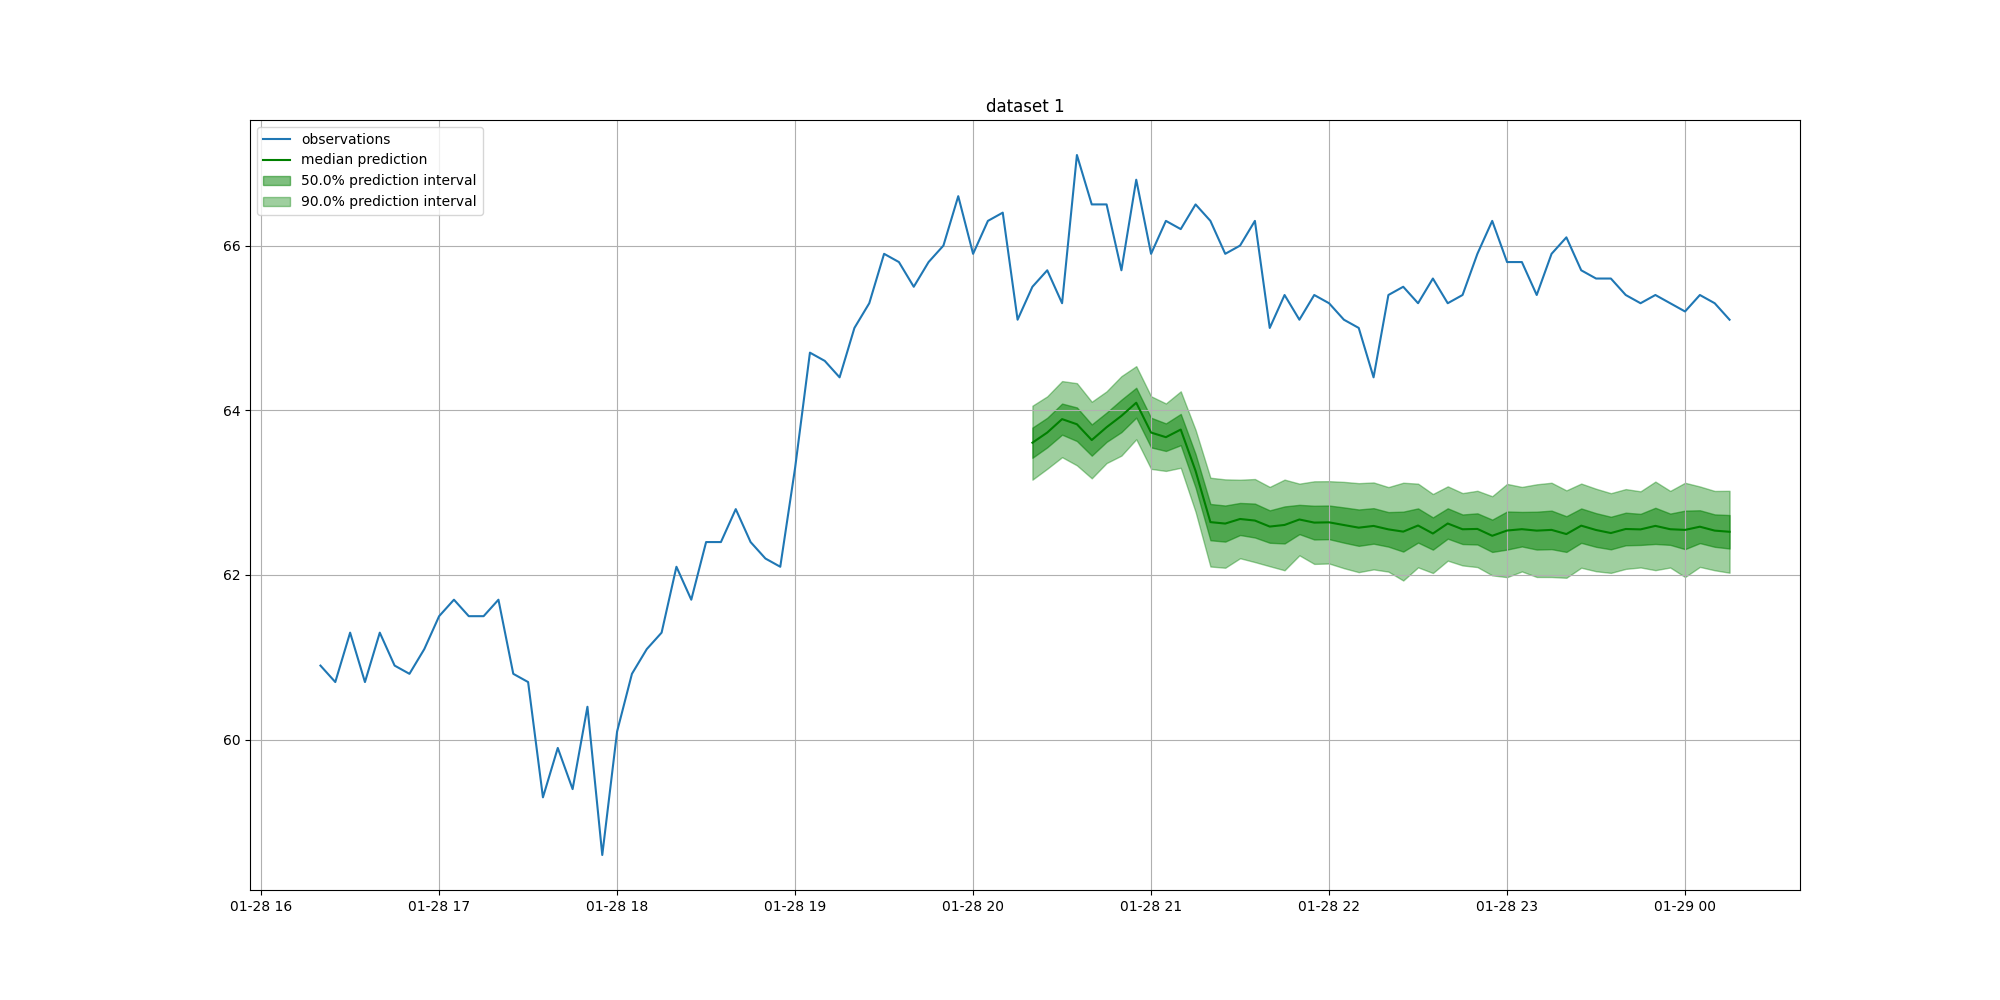 dataset 1
observations
median prediction
50.0% prediction interval
90.0% prediction interval
66
64
62
60
01-28 16 01-28 17 01-28 18 01-28 19 01-28 20 01-28 21 01-28 22 01-28 23 01-29 00